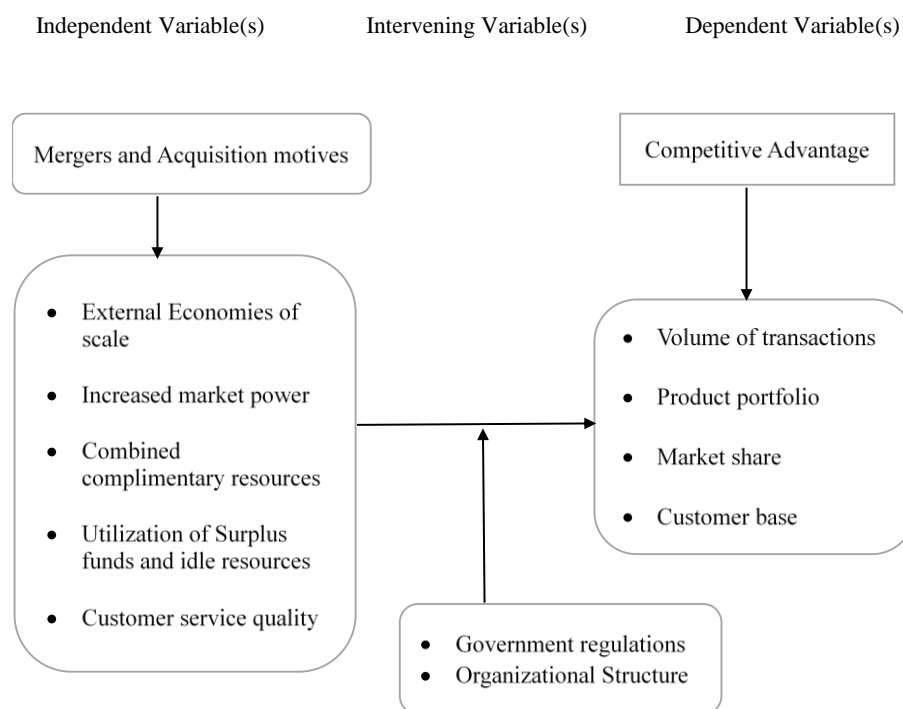 Independent Variable(s)
Intervening Variable(s)
Dependent Variable(s)
Mergers and Acquisition motives
Competitive Advantage
• External Economies of
scale
• Increased market power
• Combined
complimentary resources
• Utilization of Surplus
funds and idle resources
• Customer service quality
• Volume of transactions
• Product portfolio
• Market share
• Customer base
• Government regulations
• Organizational Structure